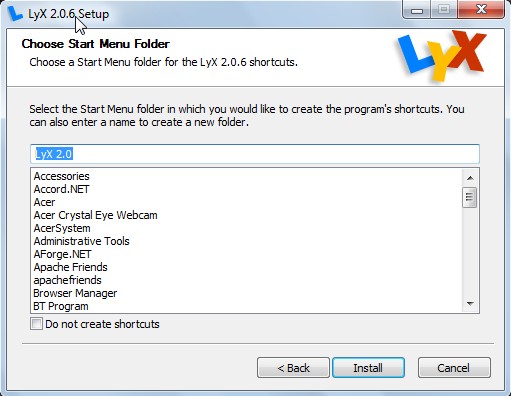 LyX 2.0.6 Setup
Choose Start Menu Folder
Choose a Start Menu folder for the LyX 2.0.6 shortcuts.
LYX
Select the Start Menu folder in which you would like to create the program's shortcuts. You
can also enter a name to create a new folder.
LyX 2.0
Accessories
Accord.NET
Acer
Acer Crystal Eye Webcam
AcerSystem
Administrative Tools
AForge.NET
Apache Friends
apachefriends
Browser Manager
BT Program
Do not create shortcuts
< Back
Install
Cancel